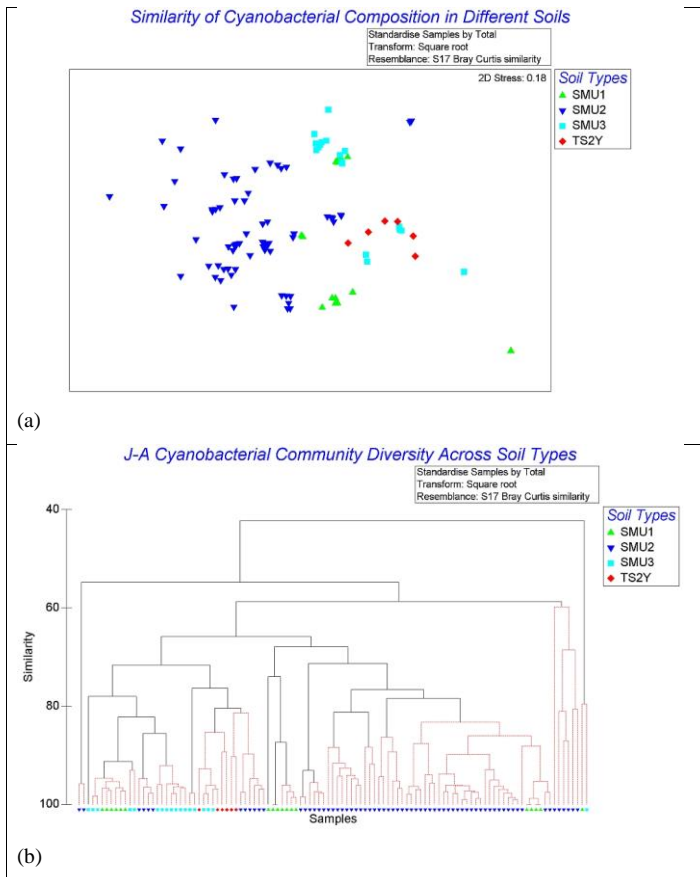 Similarity of Cyanobacterial Composition in Different Soils
Standardise Samples by Total
Transform: Square root
Resemblance: S17 Bray Curtis similarity
2D Stress: 0.18
Soil Types
SMU1
SMU2
SMU3
TS2Y
(a)
J-A Cyanobacterial Community Diversity Across Soil Types
Standardise Samples by Total
Transform: Square root
Resemblance: S17 Bray Curtis similarity
Soil Types
SMU1
SMU2
SMU3
TS2Y
40
60
80
100
Similarity
Samples
(b)